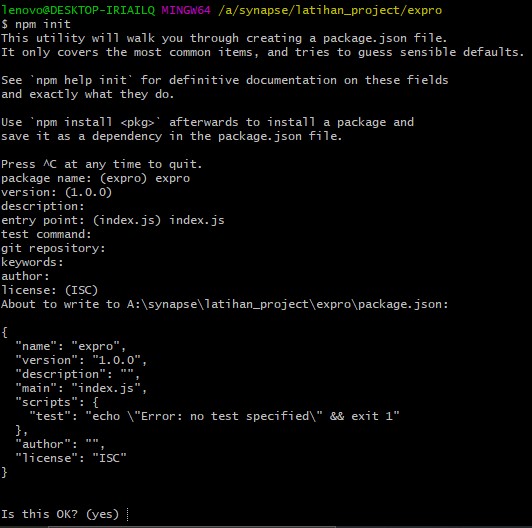 lenovo@DESKTOP-IRIAILQ MINGW64 /a/synapse/latihan_project/expro
$ npm init
This utility will walk you through creating a package.json file.
It only covers the most common items, and tries to guess sensible defaults.

See `npm help init` for definitive documentation on these fields
and exactly what they do.

Use `npm install <pkg>` afterwards to install a package and
save it as a dependency in the package.json file.

Press ^C at any time to quit.
package name: (expro) expro
version: (1.0.0)
description:
entry point: (index.js) index.js
test command:
git repository:
keywords:
author:
license: (ISC)
About to write to A:\synapse\latihan_project\expro\package.json:

{
  "name": "expro",
  "version": "1.0.0",
  "description": "",
  "main": "index.js",
  "scripts": {
    "test": "echo \"Error: no test specified\" && exit 1"
  },
  "author": "",
  "license": "ISC"
}


Is this OK? (yes)